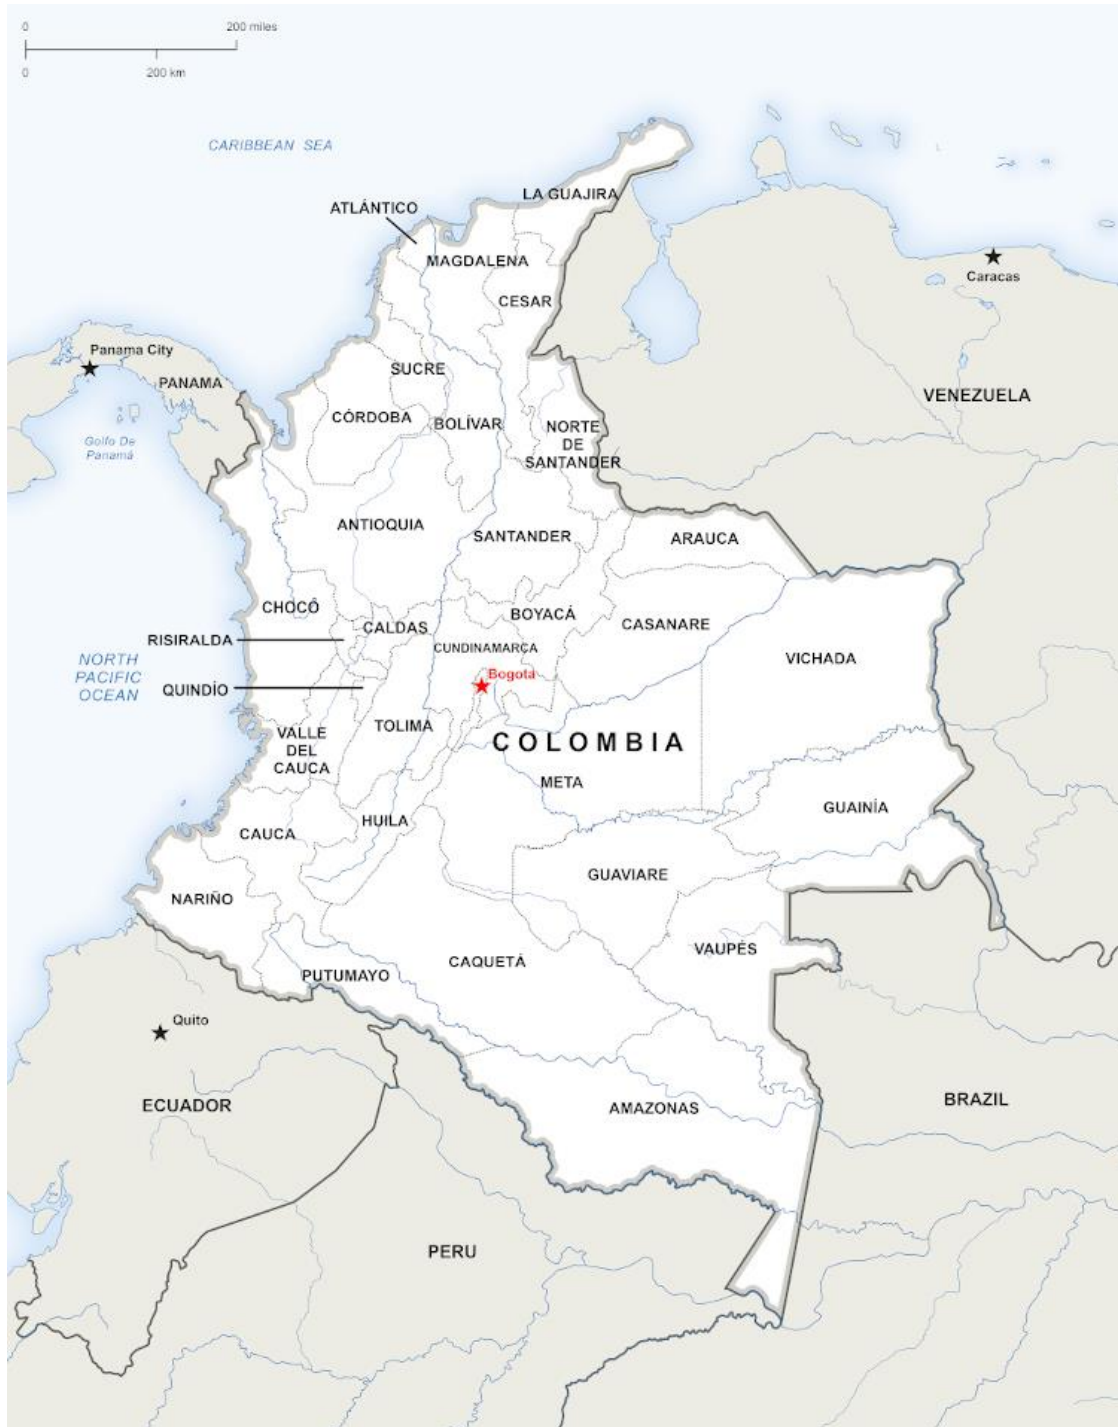 0 200 miles
0 200 km
CARIBBEAN SEA
LA GUAJIRA
ATLÁNTICO
MAGDALENA
Caracas
CESAR
Panama City
SUCRE
PANAMA
VENEZUELA
CÓRDOBA
BOLÍVAR
NORTE
DE
SANTANDER
Golfo De
Panamá
ANTIOQUIA
SANTANDER
ARAUCA
CHOCÓ
BOYACÁ
CASANARE
CALDAS
RISIRALDA
CUNDINAMARCA
VICHADA
NORTH
PACIFIC
OCEAN
Bogota
QUINDÍO
TOLIMA
VALLE
DEL
CAUCA
COLOMBIA
META
GUAINÍA
HUILA
CAUCA
GUAVIARE
NARIÑO
VAUPÉS
CAQUETÁ
PUTUMAYO
Quito
ECUADOR
AMAZONAS
BRAZIL
PERU